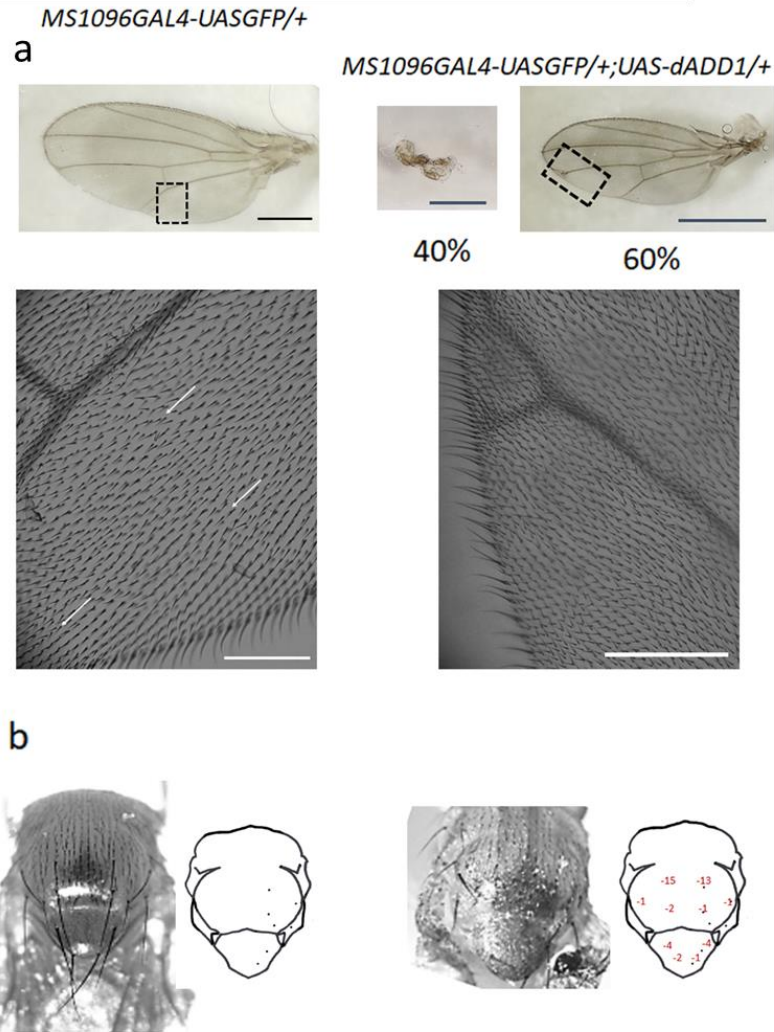 MS1096GAL4-UASGFP/+
a
MS1096GAL4-UASGFP/+;UAS-dADD1/+
40%
60%
b
-15 -13
-1 -2 -1 -1
-4 -4
-2 -1